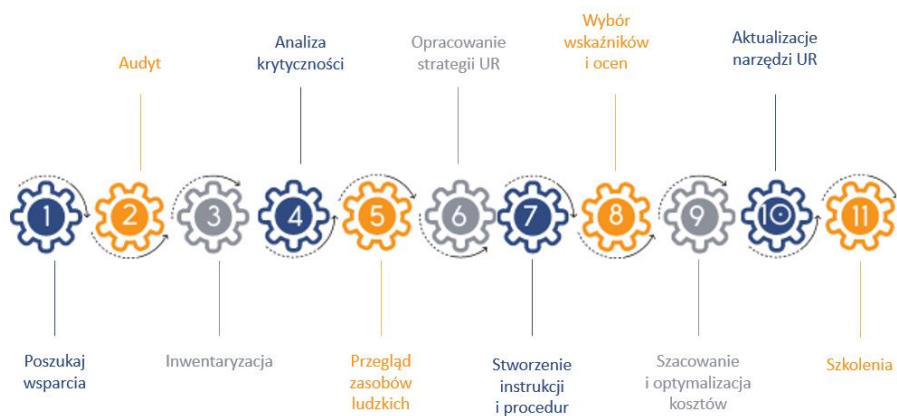 Wybór
wskaźników
i ocen
Analiza
krytyczności
Opracowanie
strategii UR
Aktualizacje
narzędzi UR
Audyt
1
2
3
4
5
6
7
8
9
10
11
Poszukaj
wsparcia
Inwentaryzacja
Przegląd
zasobów
ludzkich
Stworzenie
instrukcji
i procedur
Szacowanie
i optymalizacja
kosztów
Szkolenia